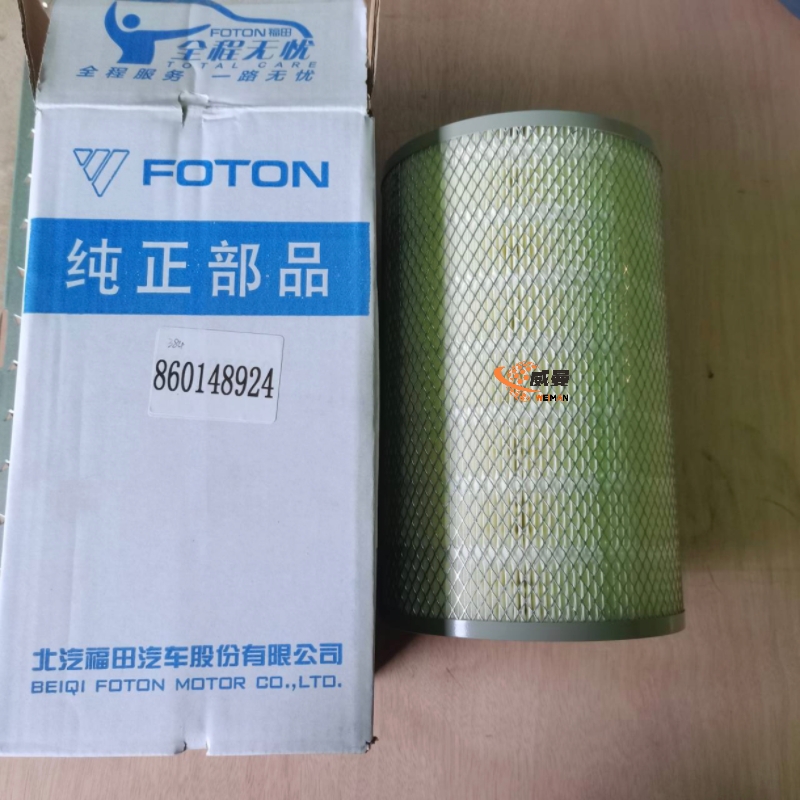 FOTON 福田
全程无忧
TOTAL CARE
全程服务 一路无忧
FOTON
纯正部品
860148924
威曼
WEMAN
北汽福田汽车股份有限公司
BEIQI FOTON MOTOR CO.,LTD.